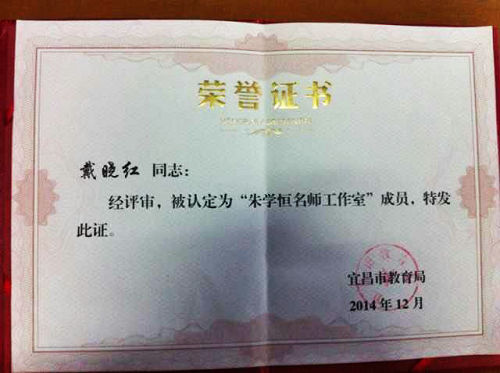 荣誉证书
戴晓红 同志：
经评审，被认定为“朱学恒名师工作室”成员，特发
此证。
宜昌市教育局
2014年12月